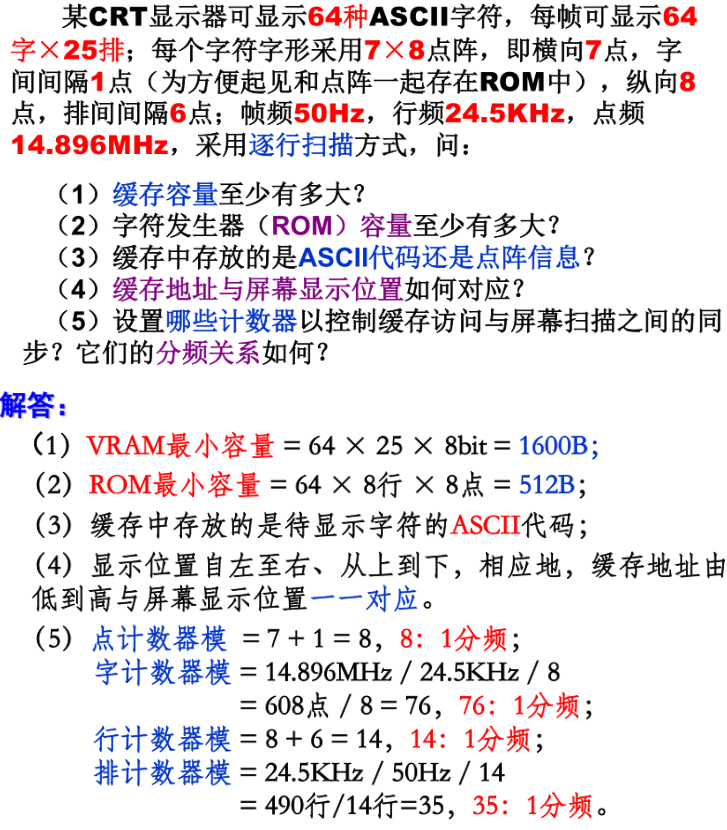 某CRT显示器可显示64种ASCII字符，每帧可显示64
字×25排；每个字符字形采用7×8点阵，即横向7点，字
间间隔1点（为方便起见和点阵一起存在ROM中），纵向8
点，排间间隔6点；帧频50Hz，行频24.5KHz，点频
14.896MHz，采用逐行扫描方式，问：
（1）缓存容量至少有多大？
（2）字符发生器（ROM）容量至少有多大？
（3）缓存中存放的是ASCII代码还是点阵信息？
（4）缓存地址与屏幕显示位置如何对应？
（5）设置哪些计数器以控制缓存访问与屏幕扫描之间的同
步？它们的分频关系如何？
解答：
（1）VRAM最小容量 = 64 × 25 × 8bit = 1600B；
（2）ROM最小容量 = 64 × 8行 × 8点 = 512B；
（3）缓存中存放的是待显示字符的ASCII代码；
（4）显示位置自左至右、从上到下，相应地，缓存地址由
低到高与屏幕显示位置一一对应。
（5）点计数器模 = 7 + 1 = 8，8：1分频；
字计数器模 = 14.896MHz / 24.5KHz / 8
= 608点 / 8 = 76，76：1分频；
行计数器模 = 8 + 6 = 14，14：1分频；
排计数器模 = 24.5KHz / 50Hz / 14
= 490行/14行=35，35：1分频。